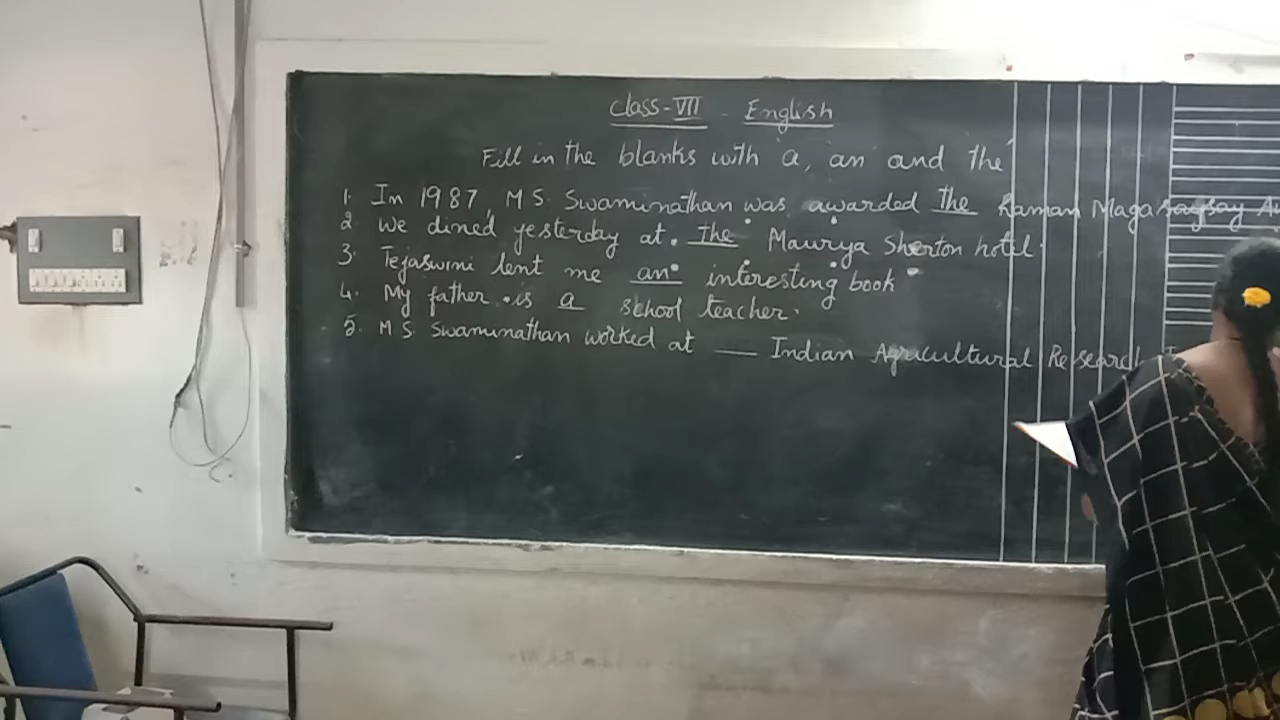 Class-VII - English
Fill in the blanks with a, an and the
1. In 1987, M S. Swaminathan was awarded the Raman Magasaysay
2. We dined yesterday at. The Maurya Sherton hotel.
3. Tejaswini lent me an interesting book
4. My father is a school teacher.
5. M S Swaminathan worked at __ Indian Agricultural Research